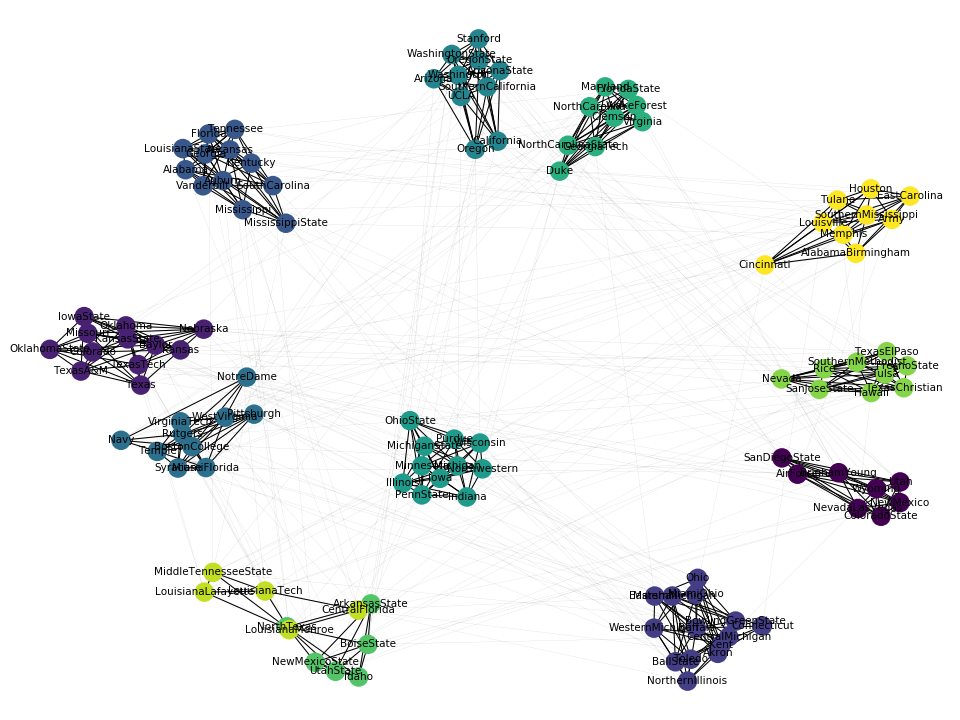 Stanford
WashingtonState
OregonState
ArizonaState
Arizona
Washington
SouthernCalifornia
UCLA
California
Oregon
Maryland
FloridaState
NorthCarolina
WakeForest
Clemson
Virginia
NorthCarolinaState
GeorgiaTech
Duke
Tennessee
Florida
LouisianaState
Arkansas
Georgia
Kentucky
Alabama
Auburn
Vanderbilt
SouthCarolina
Mississippi
MississippiState
Houston
Tulane
EastCarolina
SouthernMississippi
Louisville
Army
Memphis
AlabamaBirmingham
Cincinnati
IowaState
Oklahoma
Missouri
Nebraska
KansasState
Baylor
OklahomaState
Colorado
Kansas
TexasTech
TexasA&M
Texas
NotreDame
Pittsburgh
WestVirginia
VirginiaTech
Rutgers
Navy
BostonCollege
Temple
Syracuse
MiamiFlorida
OhioState
Purdue
Wisconsin
Michiganstate
Minnesota
Michigan
Northwestern
Iowa
Illinois
PennState
Indiana
TexasElPaso
SouthernMethodist
Rice
FresnoState
Tulsa
Nevada
SanJoseState
TexasChristian
Hawaii
SanDiegoState
AirForce
BrighamYoung
Utah
Wyoming
NewMexico
NevadaLasVegas
ColoradoState
MiddleTennesseeState
LouisianaLafayette
LouisianaTech
ArkansasState
CentralFlorida
NorthTexas
LouisianaMonroe
BoiseState
NewMexicoState
UtahState
Idaho
Ohio
Marshall
MiamiOhio
BowlingGreenState
Connecticut
WesternMichigan
CentralMichigan
Kent
Akron
Toledo
BallState
NorthernIllinois